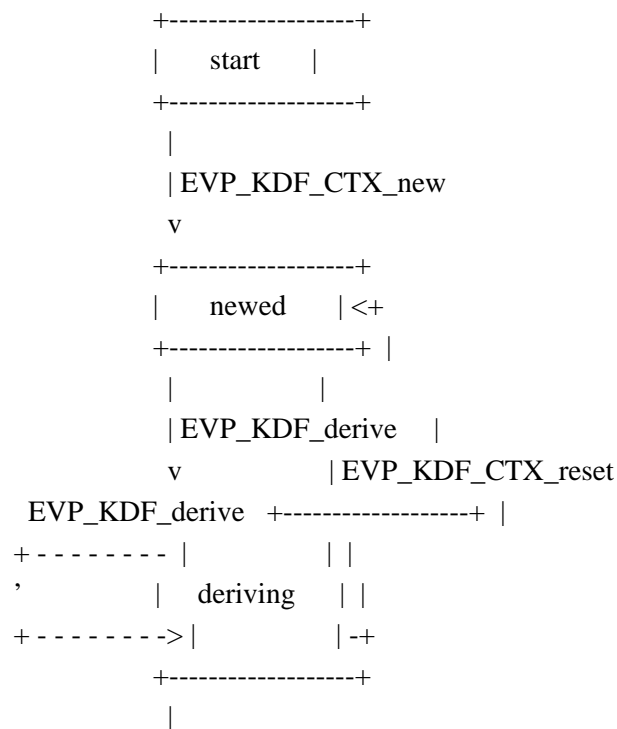 +-------------------+
| start |
+-------------------+
|
| EVP_KDF_CTX_new
v
+-------------------+
| newed | <+
+-------------------+ |
| |
| EVP_KDF_derive |
v | EVP_KDF_CTX_reset
EVP_KDF_derive +-------------------+ |
+ - - - - - - - - | | |
’ | deriving | |
+ - - - - - - - -> | | -+
+-------------------+
|